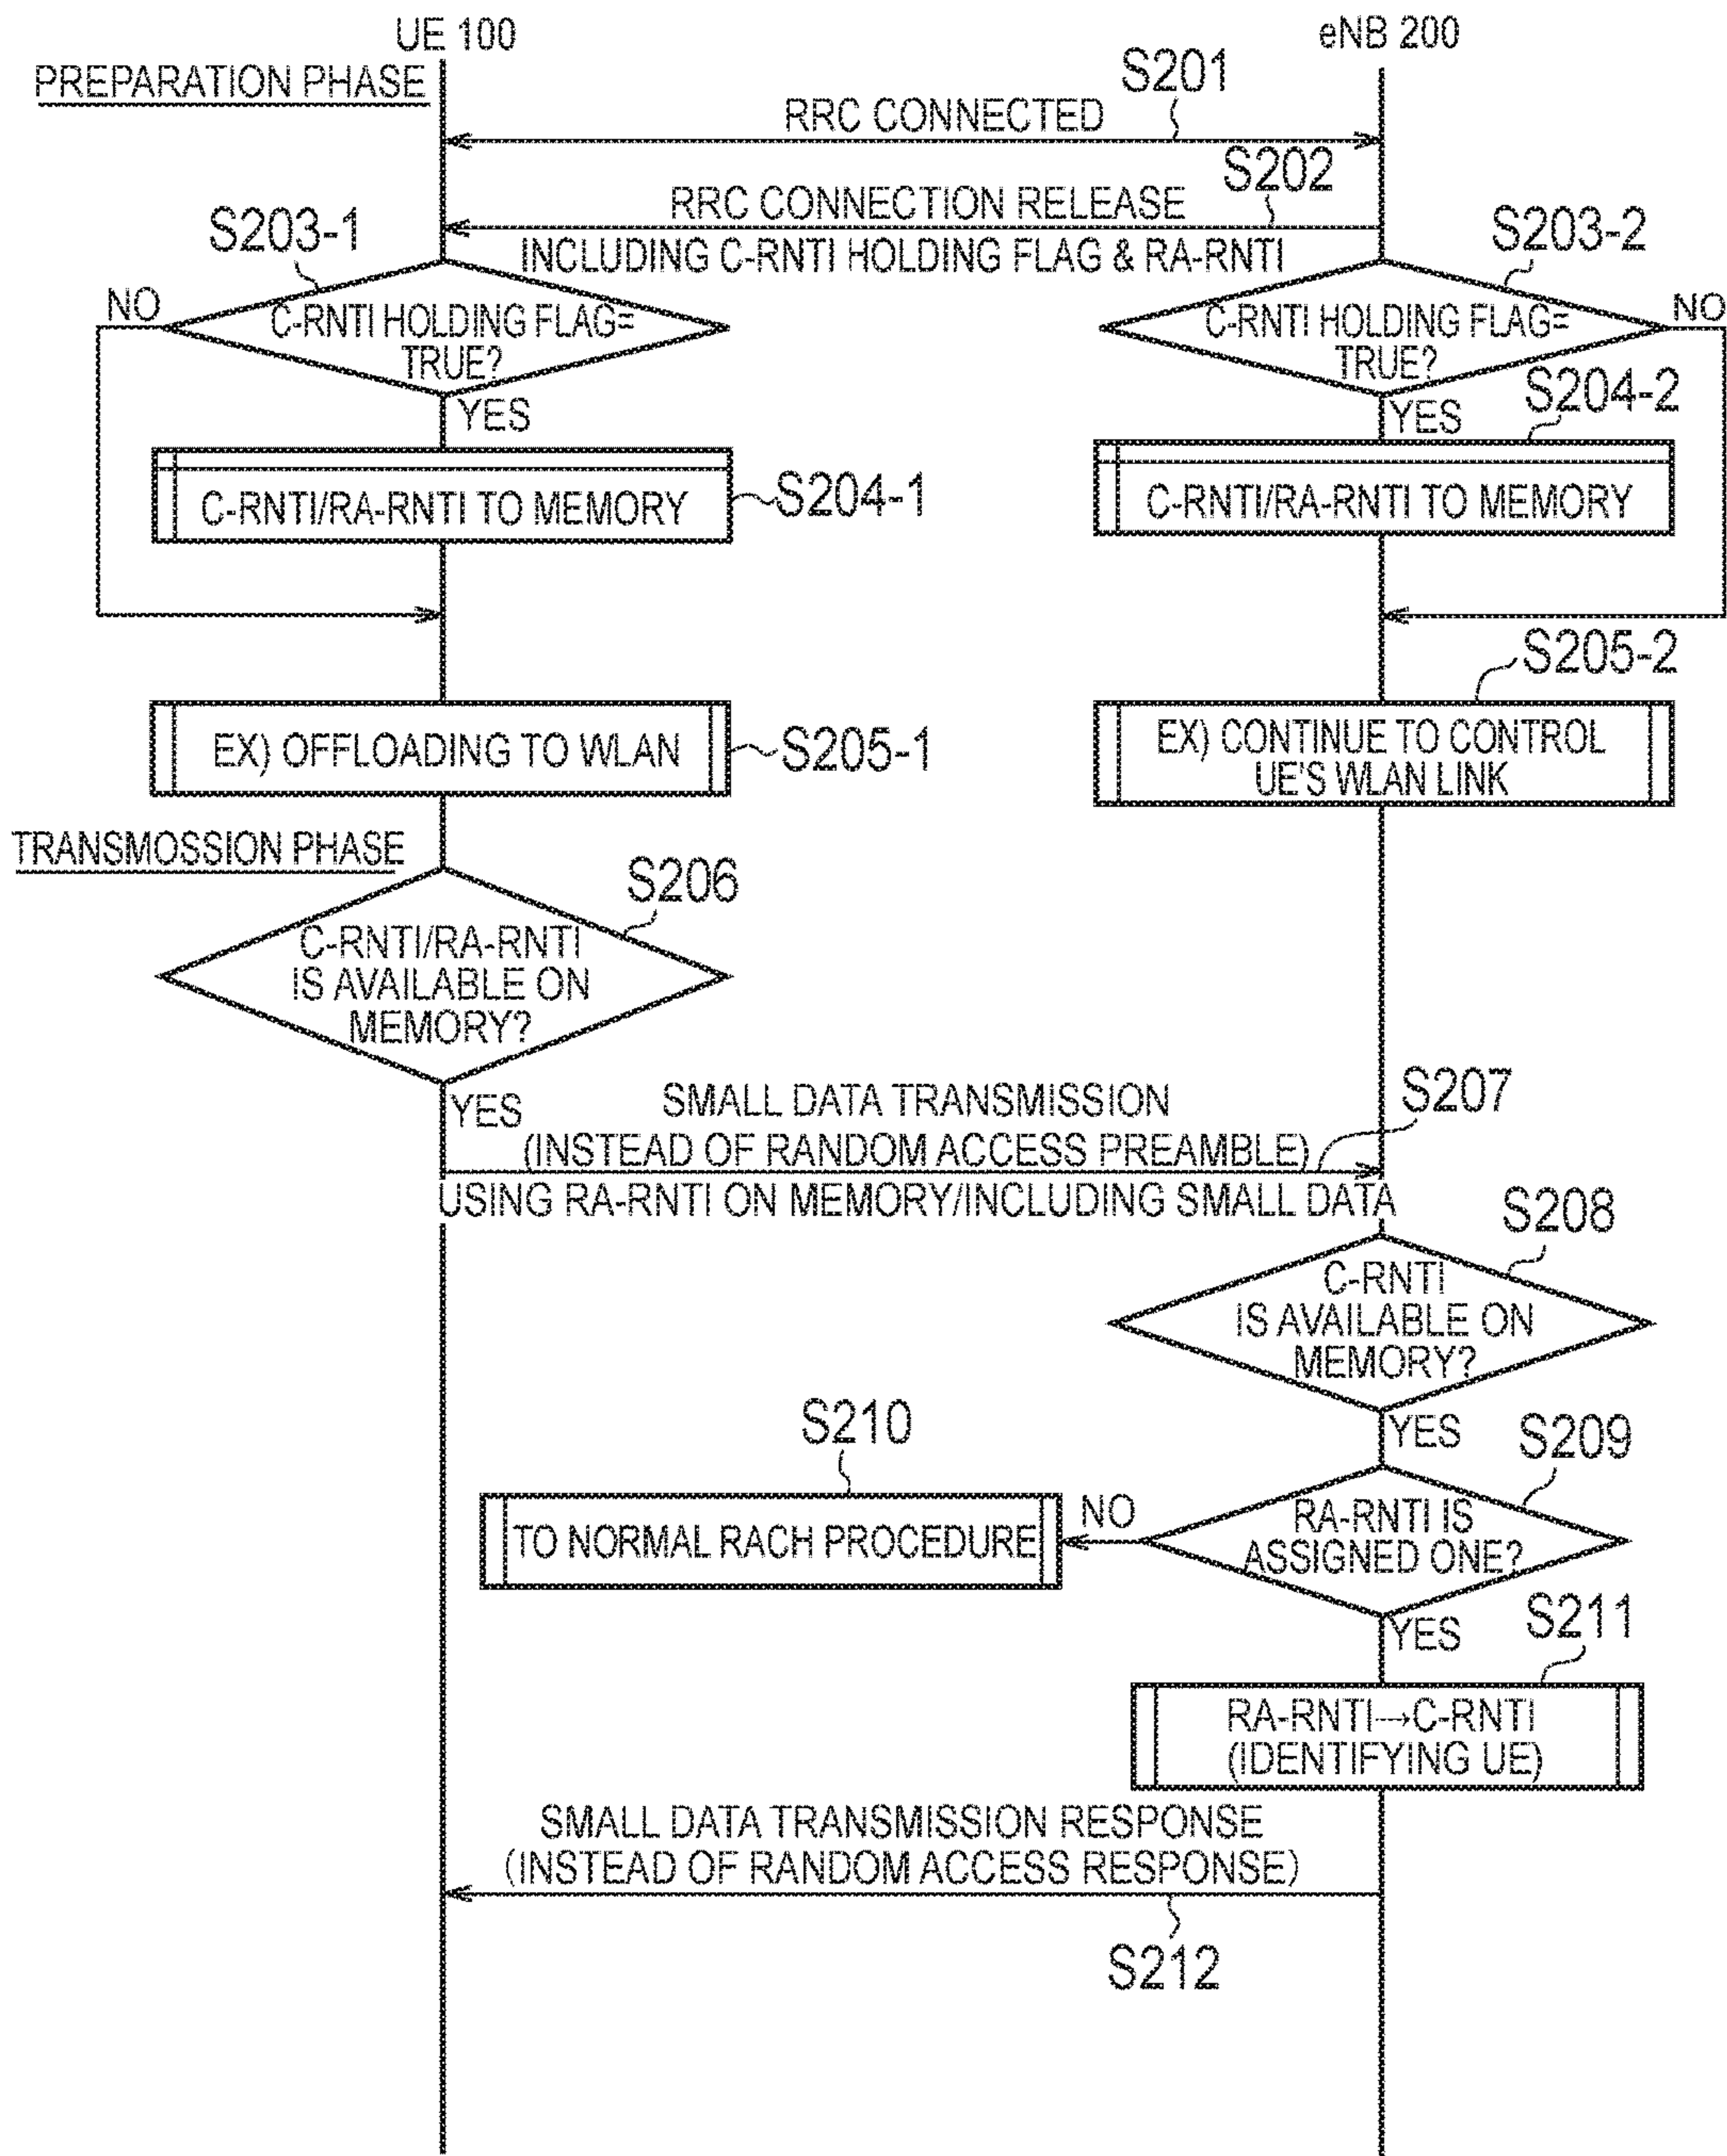 UE 100
eNB 200
PREPARATION PHASE
S201
RRC CONNECTED
S202
RRC CONNECTION RELEASE
INCLUDING C-RNTI HOLDING FLAG & RA-RNTI
S203-1
S203-2
NO
C-RNTI HOLDING FLAG=
TRUE?
YES
C-RNTI HOLDING FLAG=
TRUE?
NO
YES
S204-2
C-RNTI/RA-RNTI TO MEMORY
S204-1
C-RNTI/RA-RNTI TO MEMORY
S205-2
EX) OFFLOADING TO WLAN
S205-1
EX) CONTINUE TO CONTROL
UE'S WLAN LINK
TRANSMOSSION PHASE
S206
C-RNTI/RA-RNTI
IS AVAILABLE ON
MEMORY?
YES
SMALL DATA TRANSMISSION
(INSTEAD OF RANDOM ACCESS PREAMBLE)
S207
USING RA-RNTI ON MEMORY/INCLUDING SMALL DATA
S208
C-RNTI
IS AVAILABLE ON
MEMORY?
YES
S210
S209
TO NORMAL RACH PROCEDURE
NO
RA-RNTI IS
ASSIGNED ONE?
YES
S211
RA-RNTI→C-RNTI
(IDENTIFYING UE)
SMALL DATA TRANSMISSION RESPONSE
(INSTEAD OF RANDOM ACCESS RESPONSE)
S212